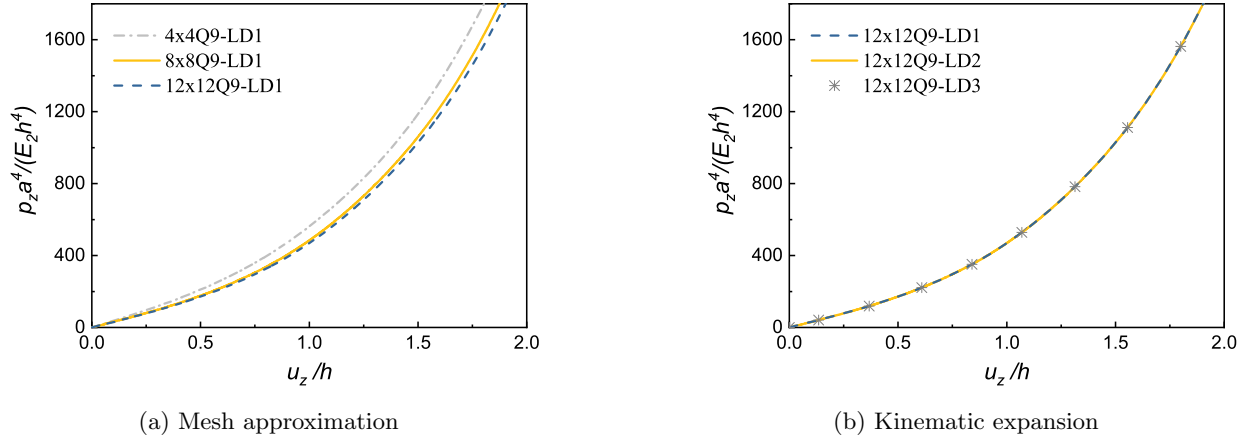 1600
1200
800
400
0
0.0 0.5 1.0 1.5 2.0
p_z a^4/(E_2 h^4)
u_z /h
4x4Q9-LD1
8x8Q9-LD1
12x12Q9-LD1
(a) Mesh approximation
1600
1200
800
400
0
0.0 0.5 1.0 1.5 2.0
p_z a^4/(E_2 h^4)
u_z /h
12x12Q9-LD1
12x12Q9-LD2
12x12Q9-LD3
(b) Kinematic expansion